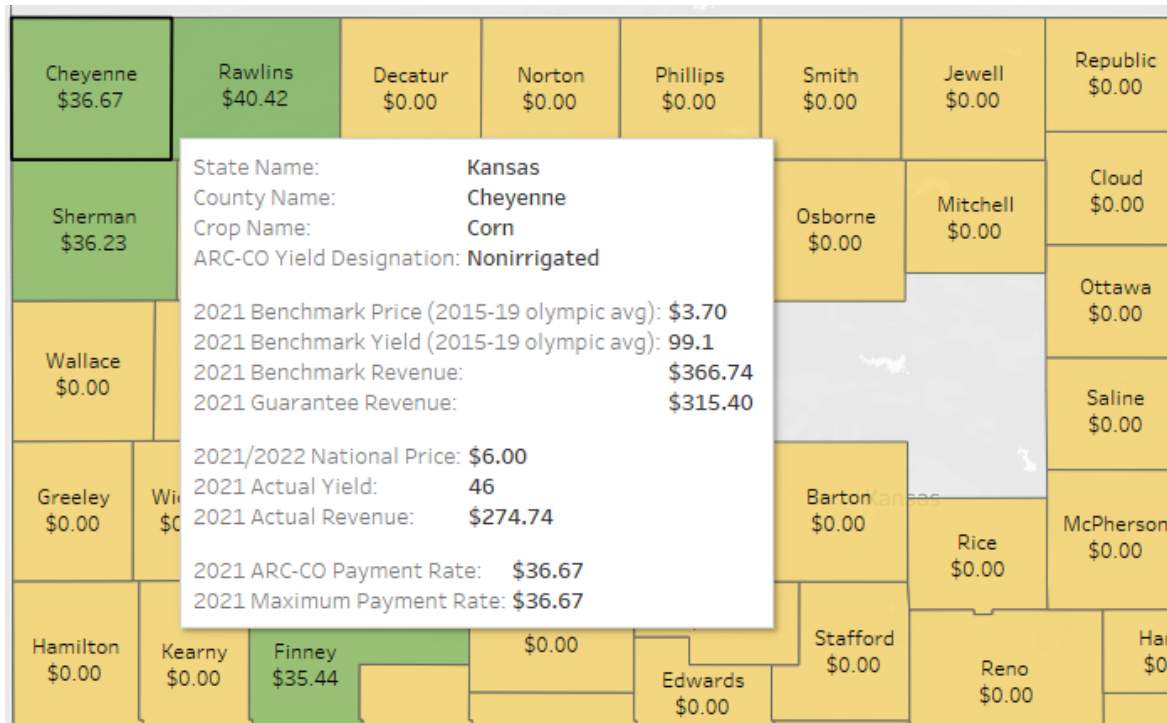 Cheyenne
$36.67
Rawlins
$40.42
Decatur
$0.00
Norton
$0.00
Phillips
$0.00
Smith
$0.00
Jewell
$0.00
Republic
$0.00
State Name: Kansas
County Name: Cheyenne
Crop Name: Corn
ARC-CO Yield Designation: Nonirrigated
2021 Benchmark Price (2015-19 olympic avg): $3.70
2021 Benchmark Yield (2015-19 olympic avg): 99.1
2021 Benchmark Revenue: $366.74
2021 Guarantee Revenue: $315.40
2021/2022 National Price: $6.00
2021 Actual Yield: 46
2021 Actual Revenue: $274.74
2021 ARC-CO Payment Rate: $36.67
2021 Maximum Payment Rate: $36.67
Sherman
$36.23
Osborne
$0.00
Mitchell
$0.00
Cloud
$0.00
Ottawa
$0.00
Wallace
$0.00
Saline
$0.00
Greeley
$0.00
Barton
$0.00
Kansas
Rice
$0.00
McPherson
$0.00
Hamilton
$0.00
Kearny
$0.00
Finney
$35.44
$0.00
Edwards
$0.00
Stafford
$0.00
Reno
$0.00